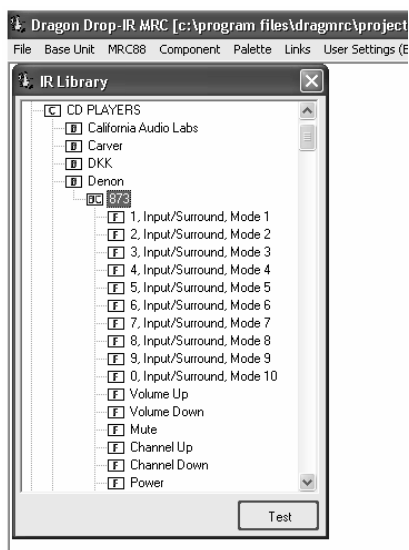 Dragon Drop-IR MRC [c:\program files\dragmrc\project
File Base Unit MRC88 Component Palette Links User Settings (E
IR Library
C CD PLAYERS
B California Audio Labs
B Carver
B DKK
B Denon
BC 873
F 1, Input/Surround, Mode 1
F 2, Input/Surround, Mode 2
F 3, Input/Surround, Mode 3
F 4, Input/Surround, Mode 4
F 5, Input/Surround, Mode 5
F 6, Input/Surround, Mode 6
F 7, Input/Surround, Mode 7
F 8, Input/Surround, Mode 8
F 9, Input/Surround, Mode 9
F 0, Input/Surround, Mode 10
F Volume Up
F Volume Down
F Mute
F Channel Up
F Channel Down
F Power
Test